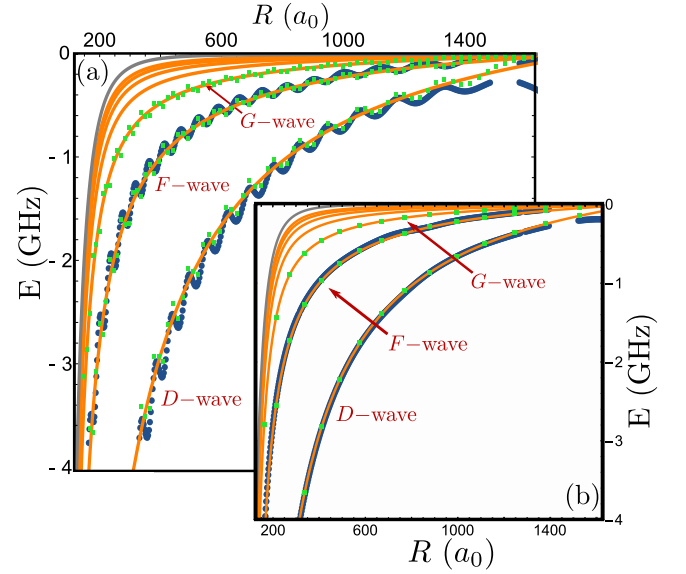 R (a₀)
200 600 1000 1400
(a)
0
- 1
- 2
- 3
- 4
E (GHz)
G−wave
F−wave
D−wave
0
−1
−2
−3
−4
E (GHz)
G−wave
F−wave
D−wave
(b)
200 600 1000 1400
R (a₀)